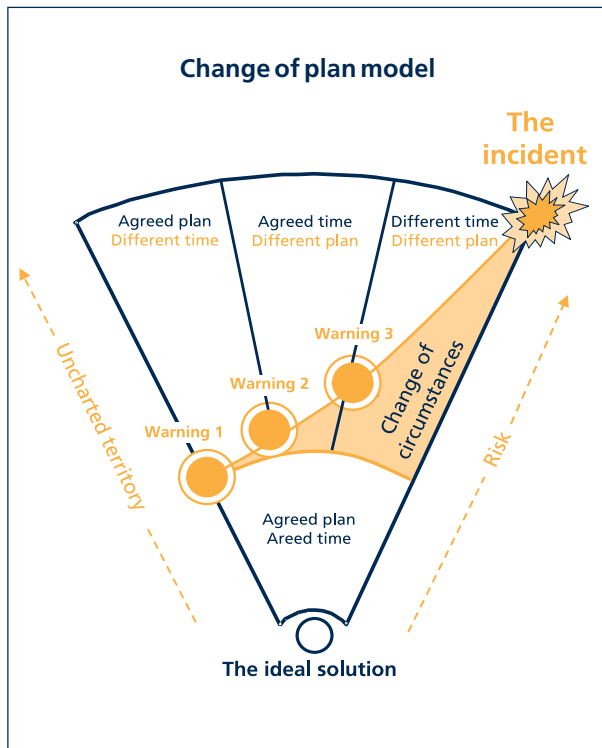 Change of plan model
The
incident
Agreed plan
Different time
Agreed time
Different plan
Different time
Different plan
Warning 3
Warning 2
Warning 1
Change of
circumstances
Uncharted territory
Risk
Agreed plan
Areed time
The ideal solution